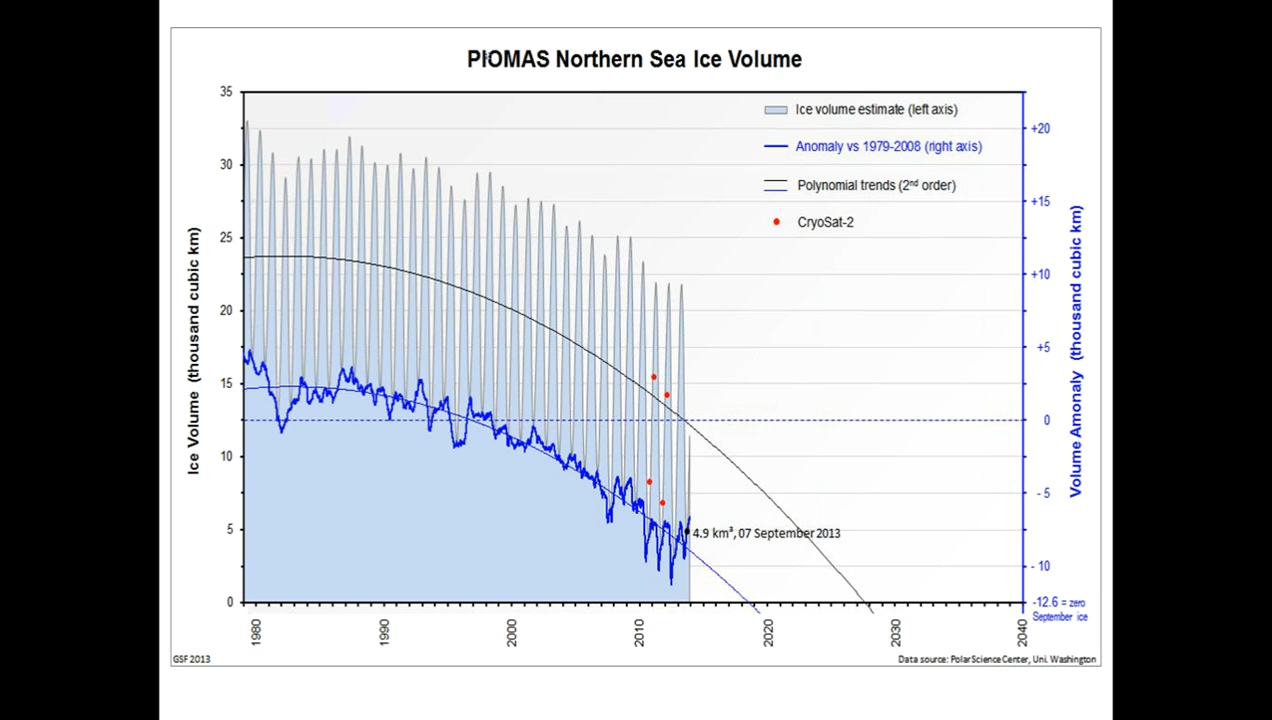 PIOMAS Northern Sea Ice Volume
35
30
25
20
15
10
5
0
Ice Volume (thousand cubic km)
Ice volume estimate (left axis)
Anomaly vs 1979-2008 (right axis)
Polynomial trends (2nd order)
CryoSat-2
+20
+15
+10
+5
0
- 5
- 10
-12.6 = zero
September ice
Volume Amonaly (thousand cubic km)
4.9 km³, 07 September 2013
1980
1990
2000
2010
2020
2030
2040
GSF 2013
Data source: Polar Science Center, Uni. Washington